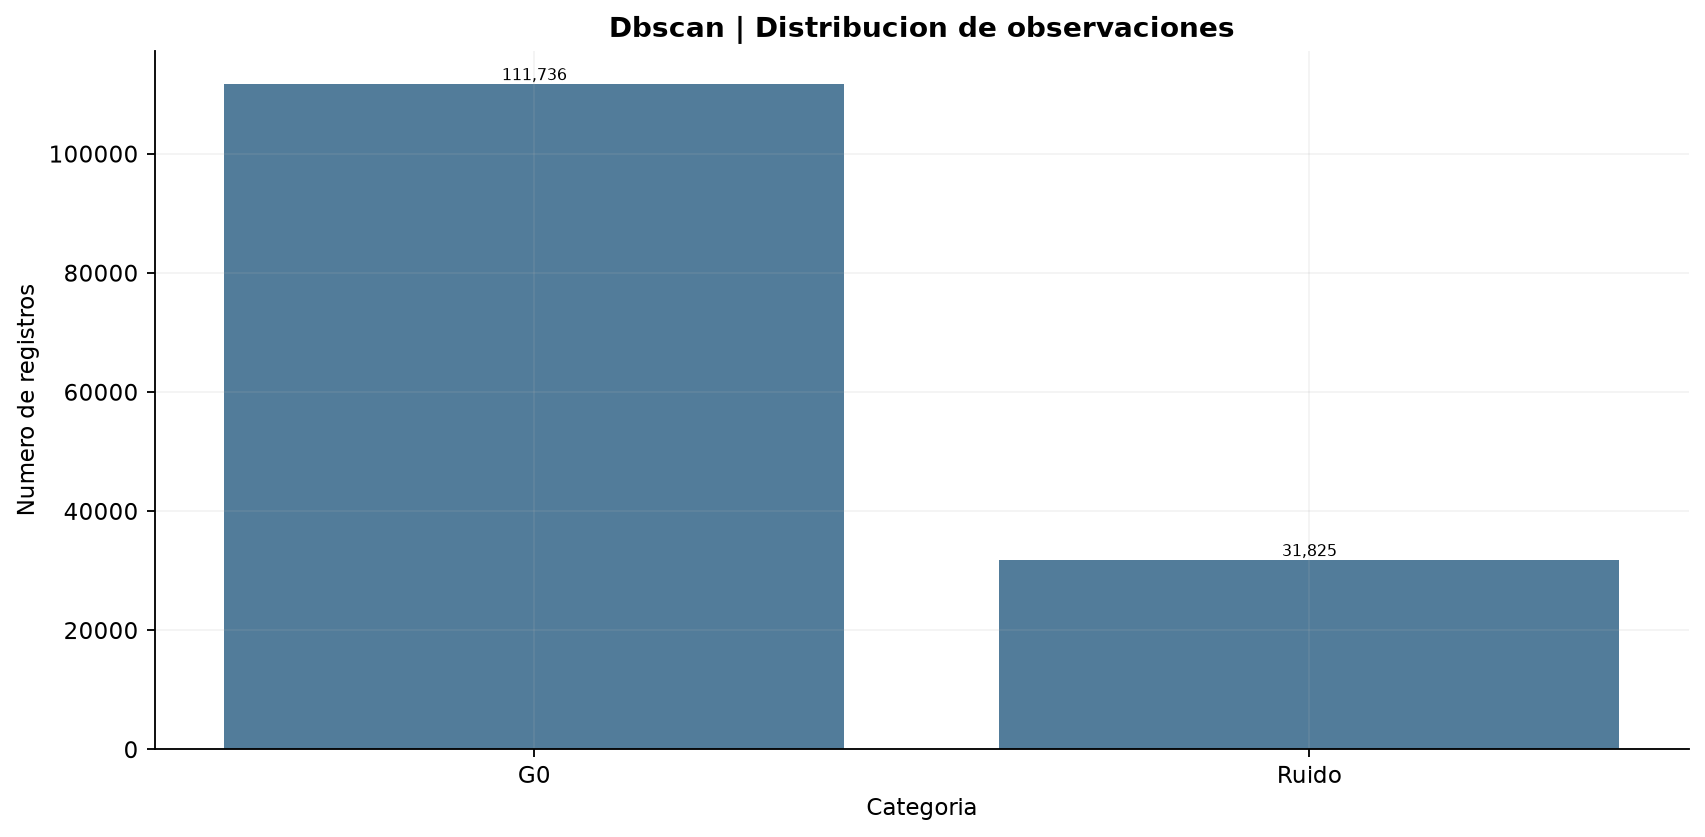 Dbscan | Distribucion de observaciones
111,736
31,825
100000
80000
60000
40000
20000
0
Numero de registros
G0
Ruido
Categoria